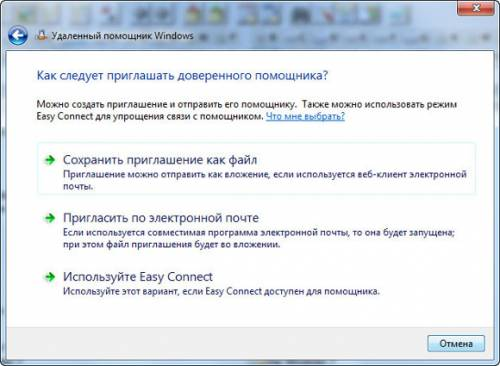 Удаленный помощник Windows
Как следует приглашать доверенного помощника?
Можно создать приглашение и отправить его помощнику. Также можно использовать режим
Easy Connect для упрощения связи с помощником. Что мне выбрать?
Сохранить приглашение как файл
Приглашение можно отправить как вложение, если используется веб-клиент электронной
почты.
Пригласить по электронной почте
Если используется совместимая программа электронной почты, то она будет запущена;
при этом файл приглашения будет во вложении.
Используйте Easy Connect
Используйте этот вариант, если Easy Connect доступен для помощника.
Отмена